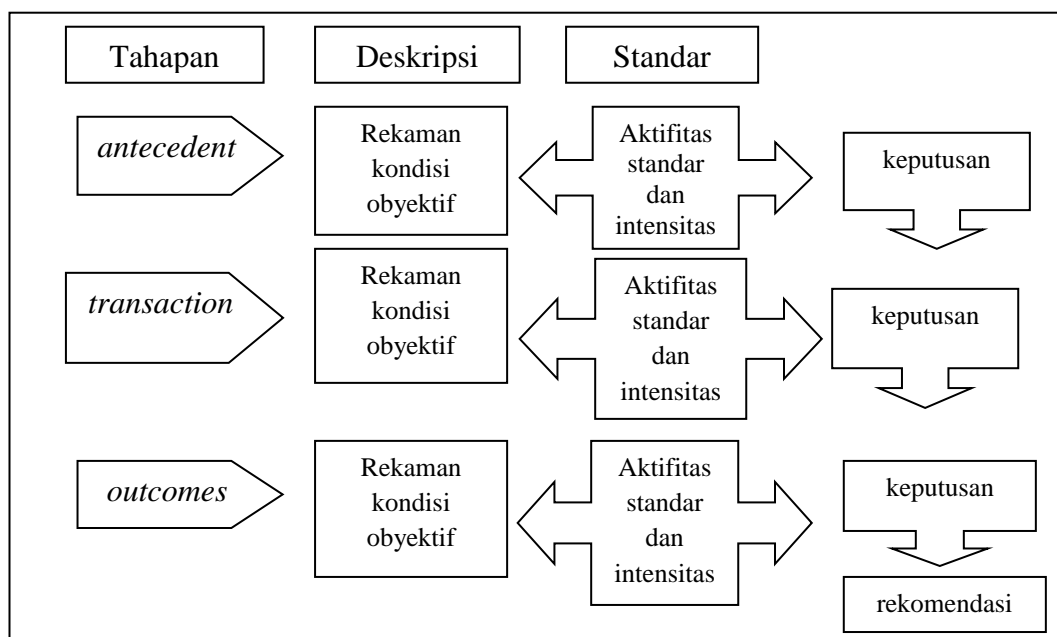 Tahapan
Deskripsi
Standar
antecedent
Rekaman
kondisi
obyektif
Aktifitas
standar
dan
intensitas
keputusan
transaction
Rekaman
kondisi
obyektif
Aktifitas
standar
dan
intensitas
keputusan
outcomes
Rekaman
kondisi
obyektif
Aktifitas
standar
dan
intensitas
keputusan
rekomendasi